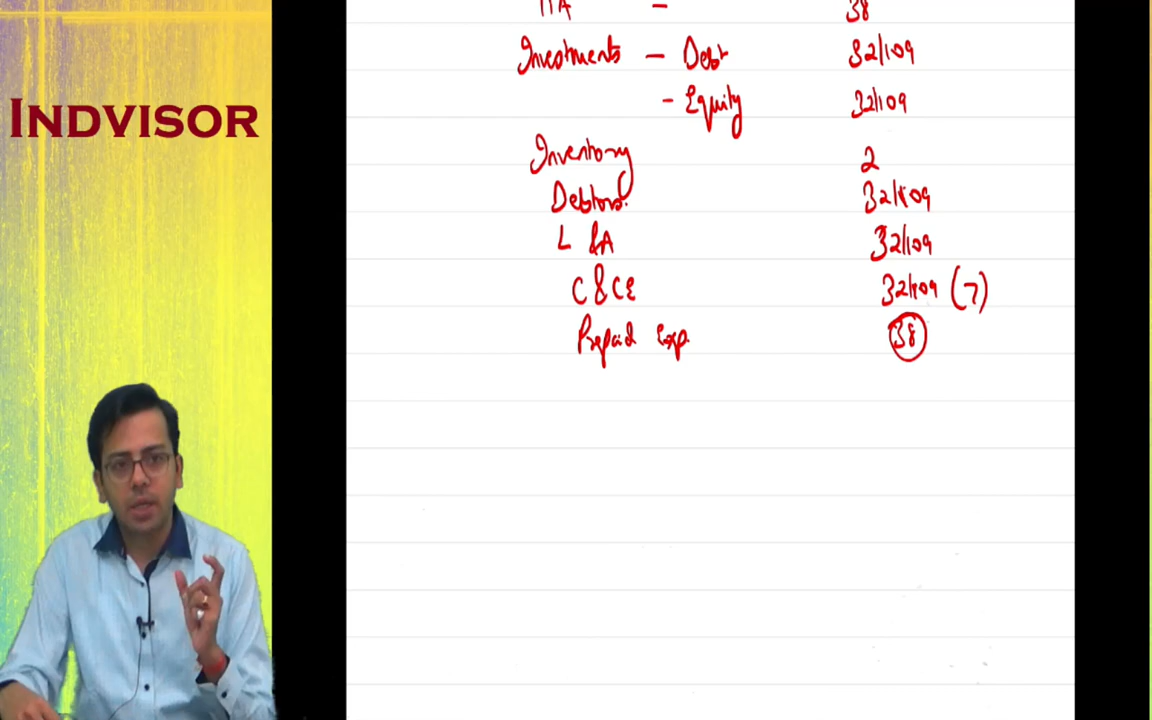 INDVISOR
38
Investments - Debt 32/109
- Equity 32/109
Inventory 2
Debtors. 32/109
L &A 32/109
C & CE 32/109 (7)
Prepaid Exp. 38